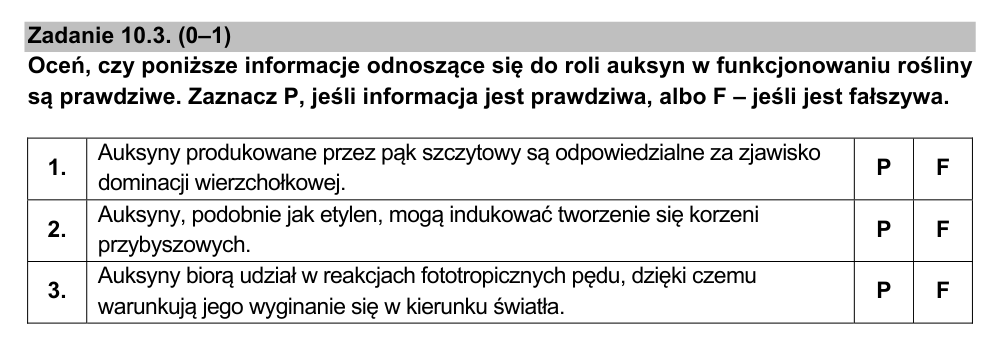 Zadanie 10.3. (0–1)
Oceń, czy poniższe informacje odnoszące się do roli auksyn w funkcjonowaniu rośliny
są prawdziwe. Zaznacz P, jeśli informacja jest prawdziwa, albo F – jeśli jest fałszywa.
1. Auksyny produkowane przez pąk szczytowy są odpowiedzialne za zjawisko
dominacji wierzchołkowej. P F
2. Auksyny, podobnie jak etylen, mogą indukować tworzenie się korzeni
przybyszowych. P F
3. Auksyny biorą udział w reakcjach fototropicznych pędu, dzięki czemu
warunkują jego wyginanie się w kierunku światła. P F